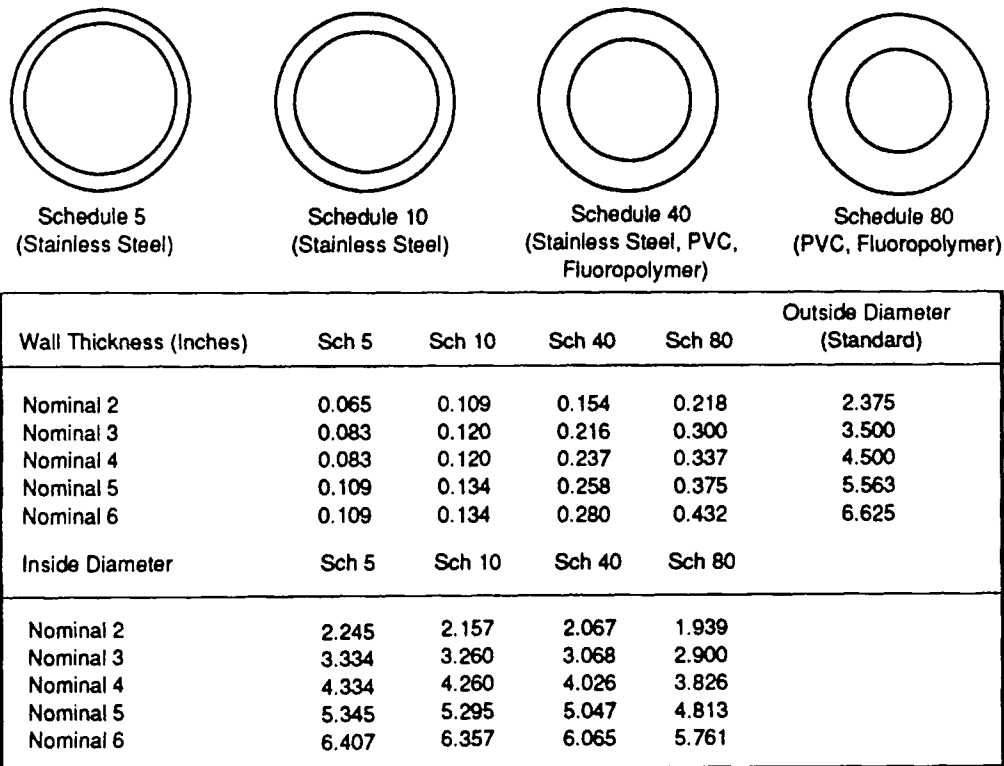 Schedule 5
(Stainless Steel)
Schedule 10
(Stainless Steel)
Schedule 40
(Stainless Steel, PVC,
Fluoropolymer)
Schedule 80
(PVC, Fluoropolymer)
Wall Thickness (Inches) Sch 5 Sch 10 Sch 40 Sch 80 Outside Diameter (Standard)
Nominal 2 0.065 0.109 0.154 0.218 2.375
Nominal 3 0.083 0.120 0.216 0.300 3.500
Nominal 4 0.083 0.120 0.237 0.337 4.500
Nominal 5 0.109 0.134 0.258 0.375 5.563
Nominal 6 0.109 0.134 0.280 0.432 6.625
Inside Diameter Sch 5 Sch 10 Sch 40 Sch 80
Nominal 2 2.245 2.157 2.067 1.939
Nominal 3 3.334 3.260 3.068 2.900
Nominal 4 4.334 4.260 4.026 3.826
Nominal 5 5.345 5.295 5.047 4.813
Nominal 6 6.407 6.357 6.065 5.761